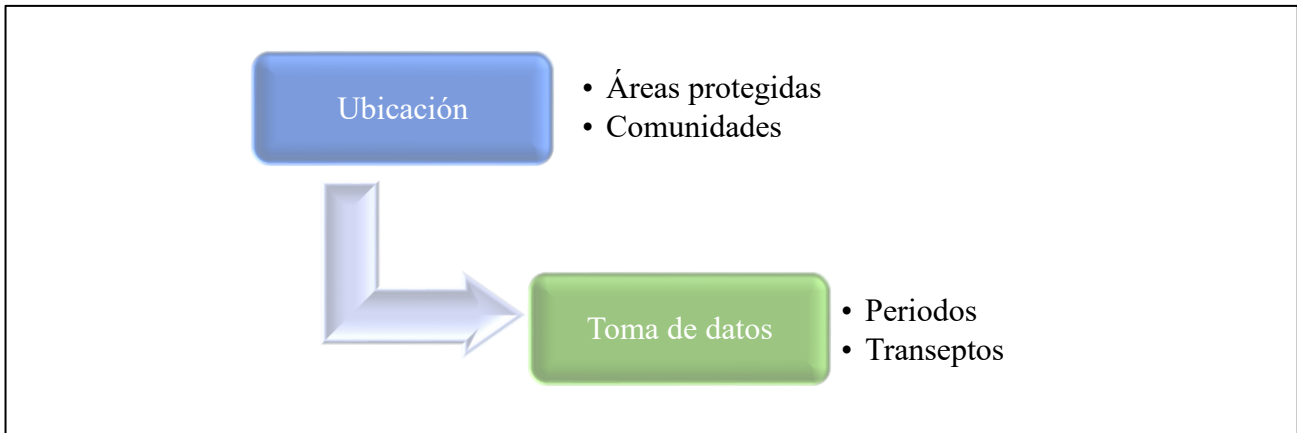 Ubicación
• Áreas protegidas
• Comunidades
Toma de datos
• Periodos
• Transeptos